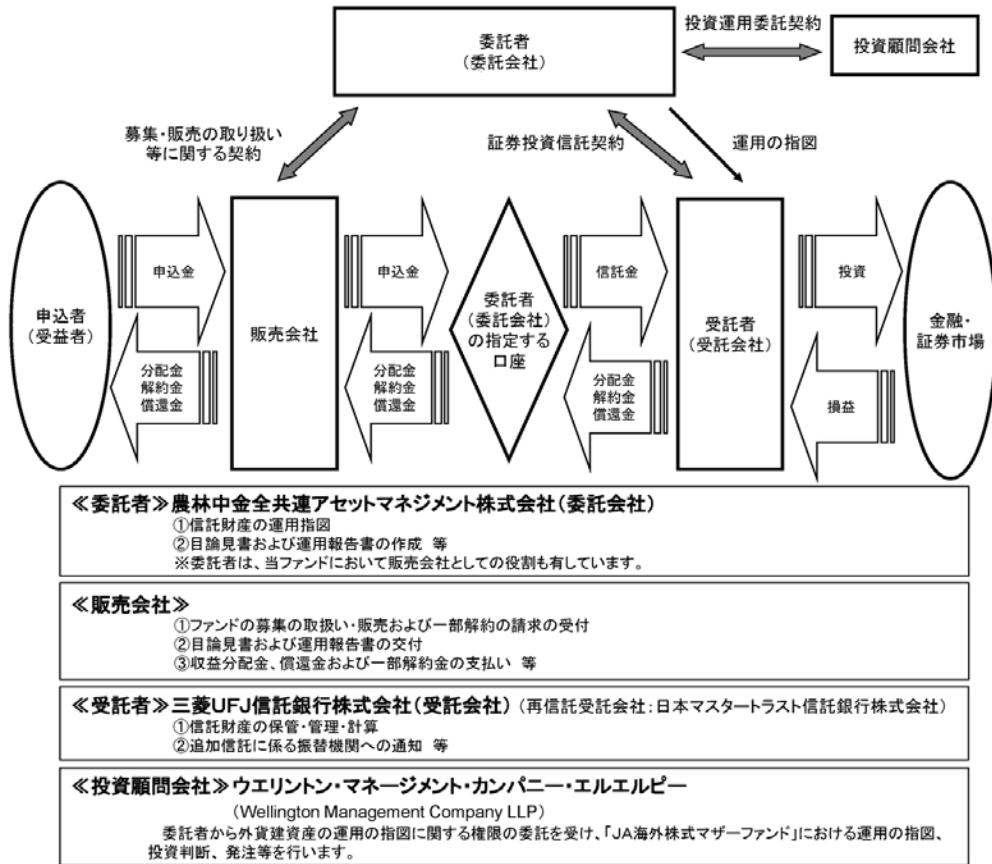 委託者
（委託会社）
投資運用委託契約
投資顧問会社
募集・販売の取り扱い
等に関する契約
証券投資信託契約
運用の指図
申込者
（受益者）
申込金
分配金
解約金
償還金
販売会社
申込金
分配金
解約金
償還金
委託者
（委託会社）
の指定する
口座
信託金
分配金
解約金
償還金
受託者
（受託会社）
投資
損益
金融・
証券市場
≪委託者≫農林中金全共連アセットマネジメント株式会社（委託会社）
①信託財産の運用指図
②目論見書および運用報告書の作成 等
※委託者は、当ファンドにおいて販売会社としての役割も有しています。
≪販売会社≫
①ファンドの募集の取扱い・販売および一部解約の請求の受付
②目論見書および運用報告書の交付
③収益分配金、償還金および一部解約金の支払い 等
≪受託者≫三菱UFJ信託銀行株式会社（受託会社）（再信託受託会社：日本マスタートラスト信託銀行株式会社）
①信託財産の保管・管理・計算
②追加信託に係る振替機関への通知 等
≪投資顧問会社≫ウエリントン・マネージメント・カンパニー・エルエルピー
（Wellington Management Company LLP）
委託者から外貨建資産の運用の指図に関する権限の委託を受け、「JA海外株式マザーファンド」における運用の指図、
投資判断、発注等を行います。